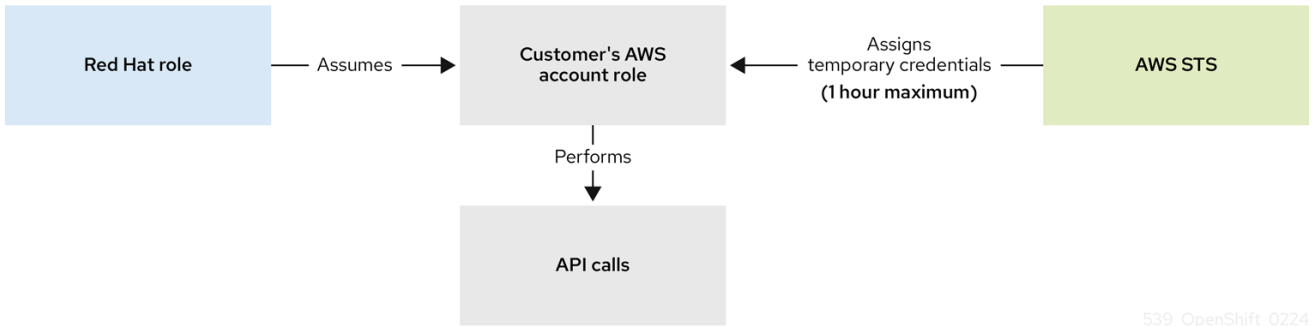 Red Hat role
Assumes
Customer's AWS
account role
Assigns
temporary credentials
(1 hour maximum)
AWS STS
Performs
API calls
539_OpenShift_0224